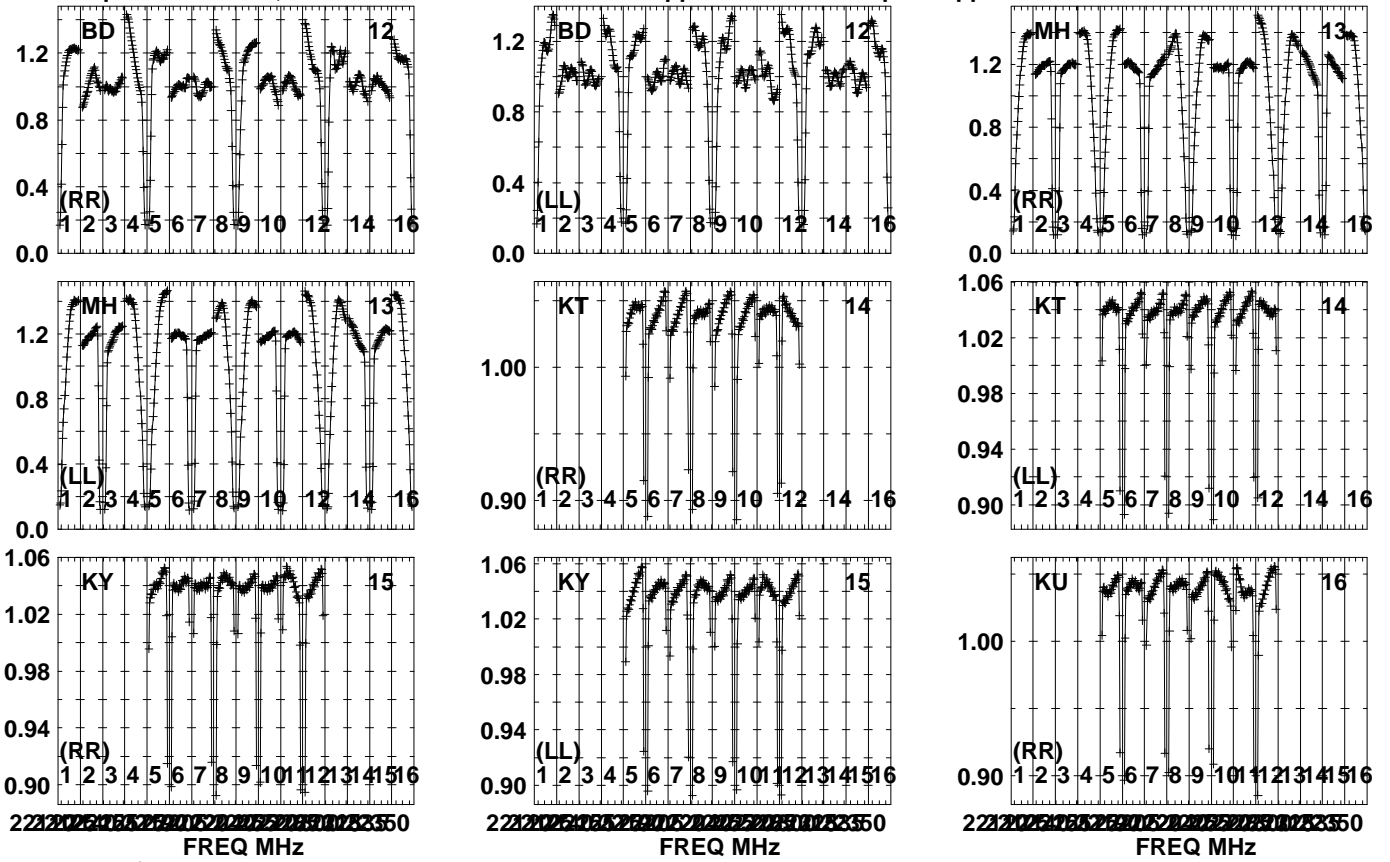 BD 12
1.2
0.8
0.4
0.0
(RR)
1 2 3 4 5 6 7 8 9 10 12 14 16
BD 12
1.2
0.8
0.4
0.0
(LL)
1 2 3 4 5 6 7 8 9 10 12 14 16
MH 13
1.2
0.8
0.4
0.0
(RR)
1 2 3 4 5 6 7 8 9 10 12 14 16
MH 13
1.2
0.8
0.4
0.0
(LL)
1 2 3 4 5 6 7 8 9 10 12 14 16
KT 14
1.00
0.90
(RR)
1 2 3 4 5 6 7 8 9 10 12 14 16
KT 14
1.06
1.02
0.98
0.94
0.90
(LL)
1 2 3 4 5 6 7 8 9 10 12 14 16
KY 15
1.06
1.02
0.98
0.94
0.90
(RR)
1 2 3 4 5 6 7 8 9 10 11 12 13 14 15 16
FREQ MHz
KY 15
1.06
1.02
0.98
0.94
0.90
(LL)
1 2 3 4 5 6 7 8 9 10 11 12 13 14 15 16
FREQ MHz
KU 16
1.00
0.90
(RR)
1 2 3 4 5 6 7 8 9 10 11 12 13 14 15 16
FREQ MHz